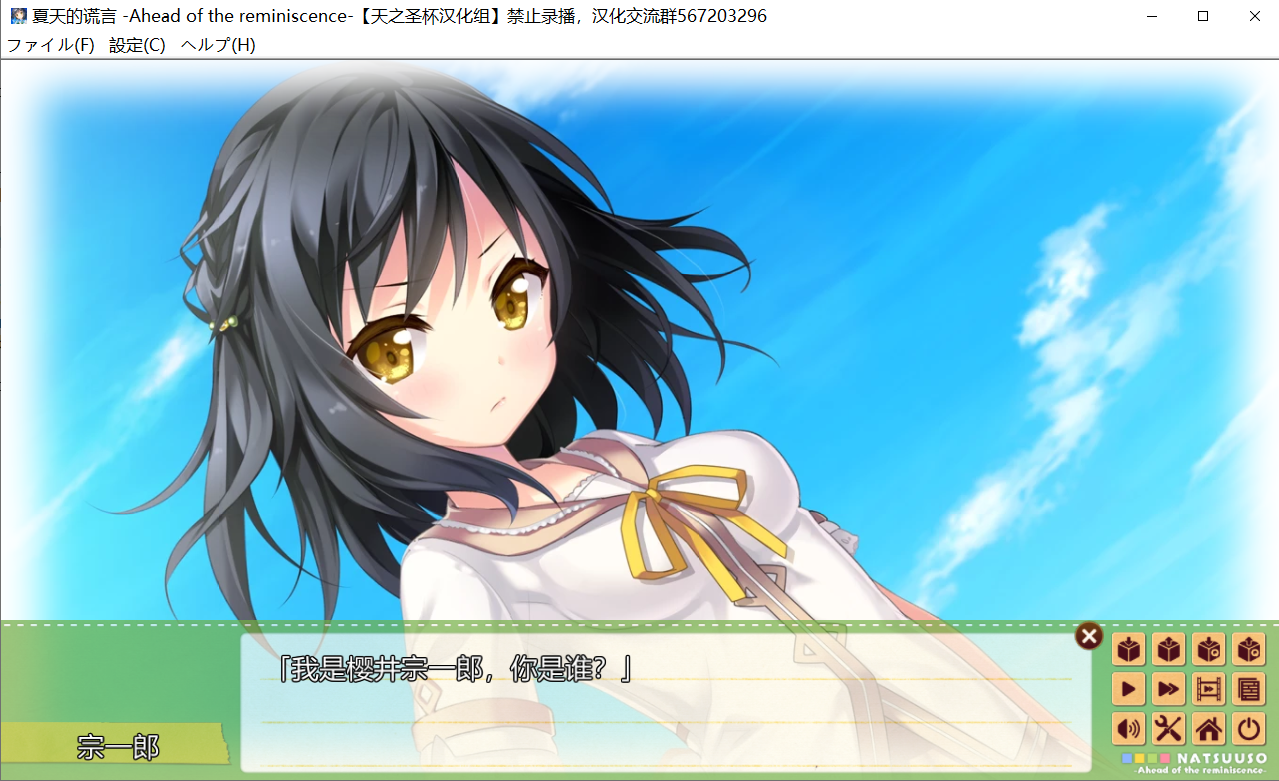 夏天的谎言 -Ahead of the reminiscence-【天之圣杯汉化组】禁止录播，汉化交流群567203296
ファイル(F) 設定(C) ヘルプ(H)
「我是樱井宗一郎，你是谁？」
宗一郎
NATSUUSO
-Ahead of the reminiscence-